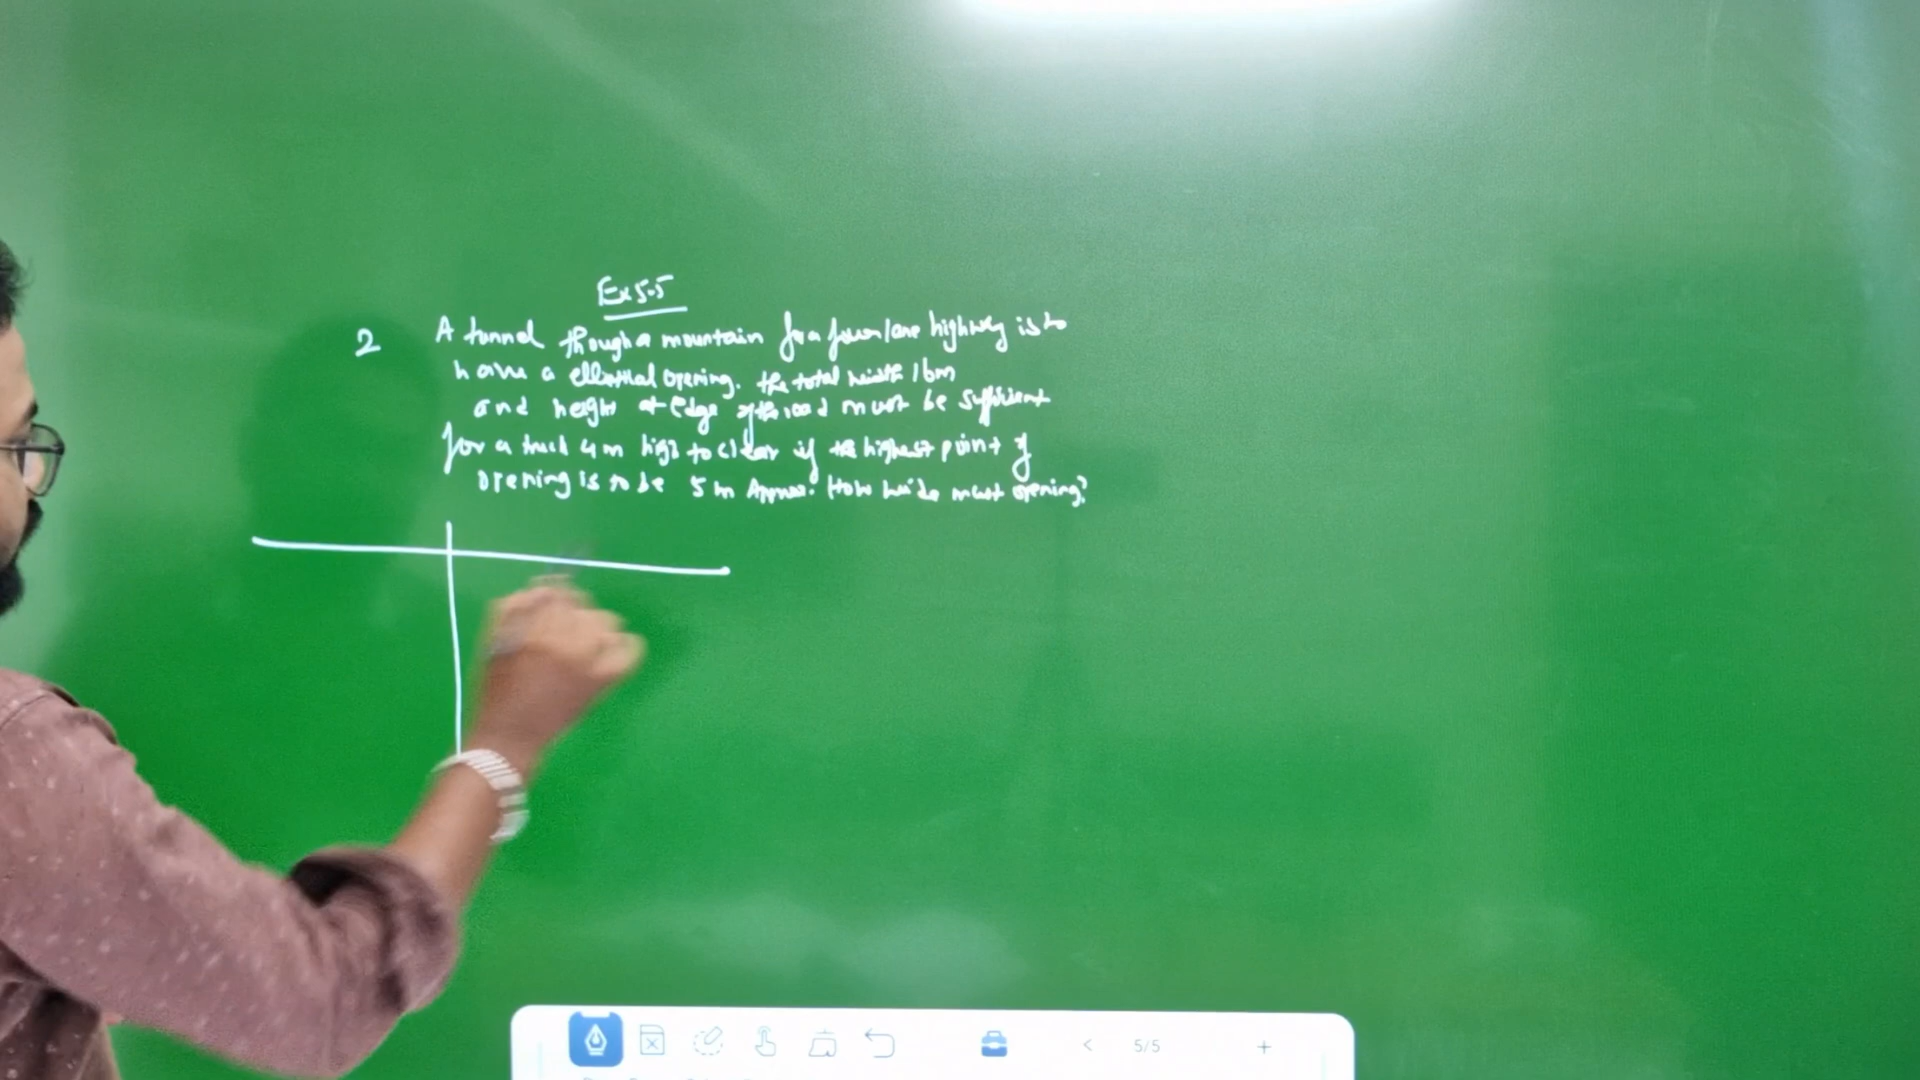 Ex 5.5
2 A tunnel through a mountain for a four lane highway is to
have a elliptical opening. the total width 16m
and height at edge of the road must be sufficient
for a truck 4m high to clear if the highest point of
opening is to be 5m Approx. How wide must opening?
5/5